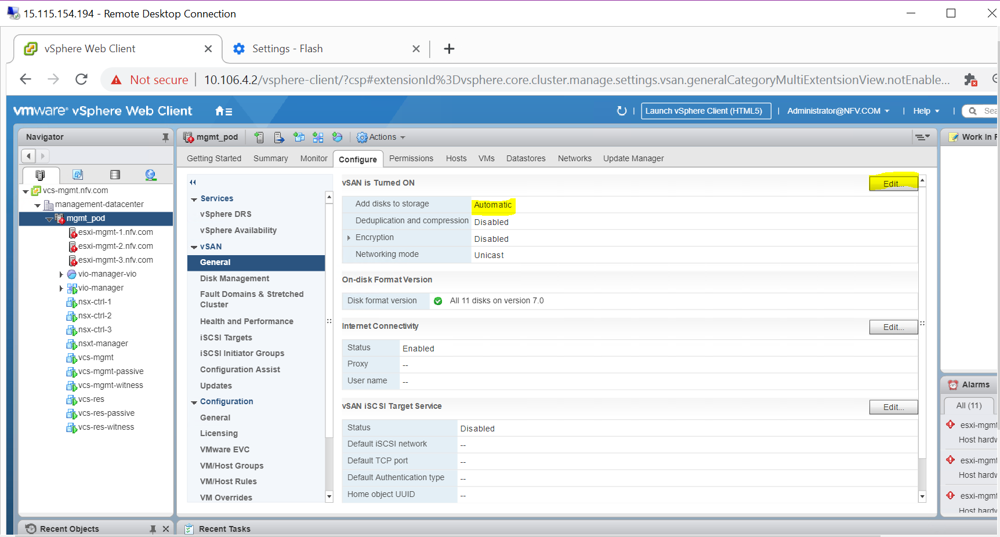 15.115.154.194 - Remote Desktop Connection
vSphere Web Client
Settings - Flash
Not secure
10.106.4.2/vsphere-client/?csp#extensionId%3Dvsphere.core.cluster.manage.settings.vsan.generalCategoryMultiExtentsionView.notEnable...
vmware® vSphere Web Client
Launch vSphere Client (HTML5)
Administrator@NFV.COM
Help
Navigator
mgmt_pod
Actions
Work In
Getting Started
Summary
Monitor
Configure
Permissions
Hosts
VMs
Datastores
Networks
Update Manager
vcs-mgmt.nfv.com
management-datacenter
mgmt_pod
esxi-mgmt-1.nfv.com
esxi-mgmt-2.nfv.com
esxi-mgmt-3.nfv.com
vio-manager-vio
vio-manager
nsx-ctrl-1
nsx-ctrl-2
nsx-ctrl-3
nsxt-manager
vcs-mgmt
vcs-mgmt-passive
vcs-mgmt-witness
vcs-res
vcs-res-passive
vcs-res-witness
Services
vSphere DRS
vSphere Availability
vSAN
General
Disk Management
Fault Domains & Stretched
Cluster
Health and Performance
iSCSI Targets
iSCSI Initiator Groups
Configuration Assist
Updates
Configuration
General
Licensing
VMware EVC
VM/Host Groups
VM/Host Rules
VM Overrides
vSAN is Turned ON
Edit...
Add disks to storage
Automatic
Deduplication and compression
Disabled
Encryption
Disabled
Networking mode
Unicast
On-disk Format Version
Disk format version
All 11 disks on version 7.0
Internet Connectivity
Edit...
Status
Enabled
Proxy
--
User name
--
vSAN iSCSI Target Service
Edit...
Status
Disabled
Default iSCSI network
--
Default TCP port
--
Default Authentication type
--
Home object UUID
--
Alarms
All (11)
esxi-mgmt
Host hardw
esxi-mgmt
Host hardw
esxi-mgmt
Host hardw
Recent Objects
Recent Tasks